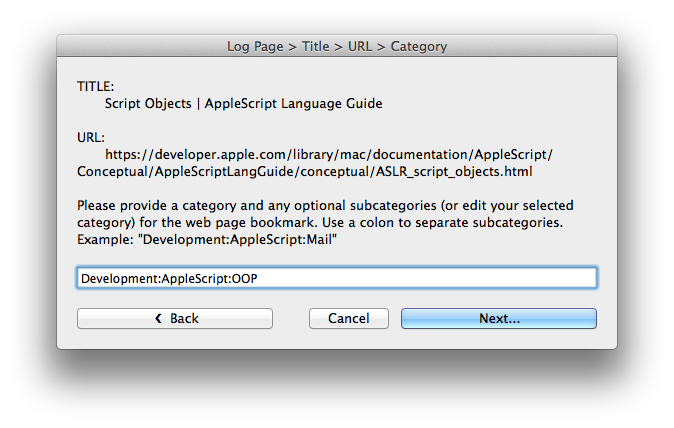 Log Page > Title > URL > Category
TITLE:
Script Objects | AppleScript Language Guide
URL:
https://developer.apple.com/library/mac/documentation/AppleScript/
Conceptual/AppleScriptLangGuide/conceptual/ASLR_script_objects.html
Please provide a category and any optional subcategories (or edit your selected
category) for the web page bookmark. Use a colon to separate subcategories.
Example: "Development:AppleScript:Mail"
Development:AppleScript:OOP
❮ Back
Cancel
Next...